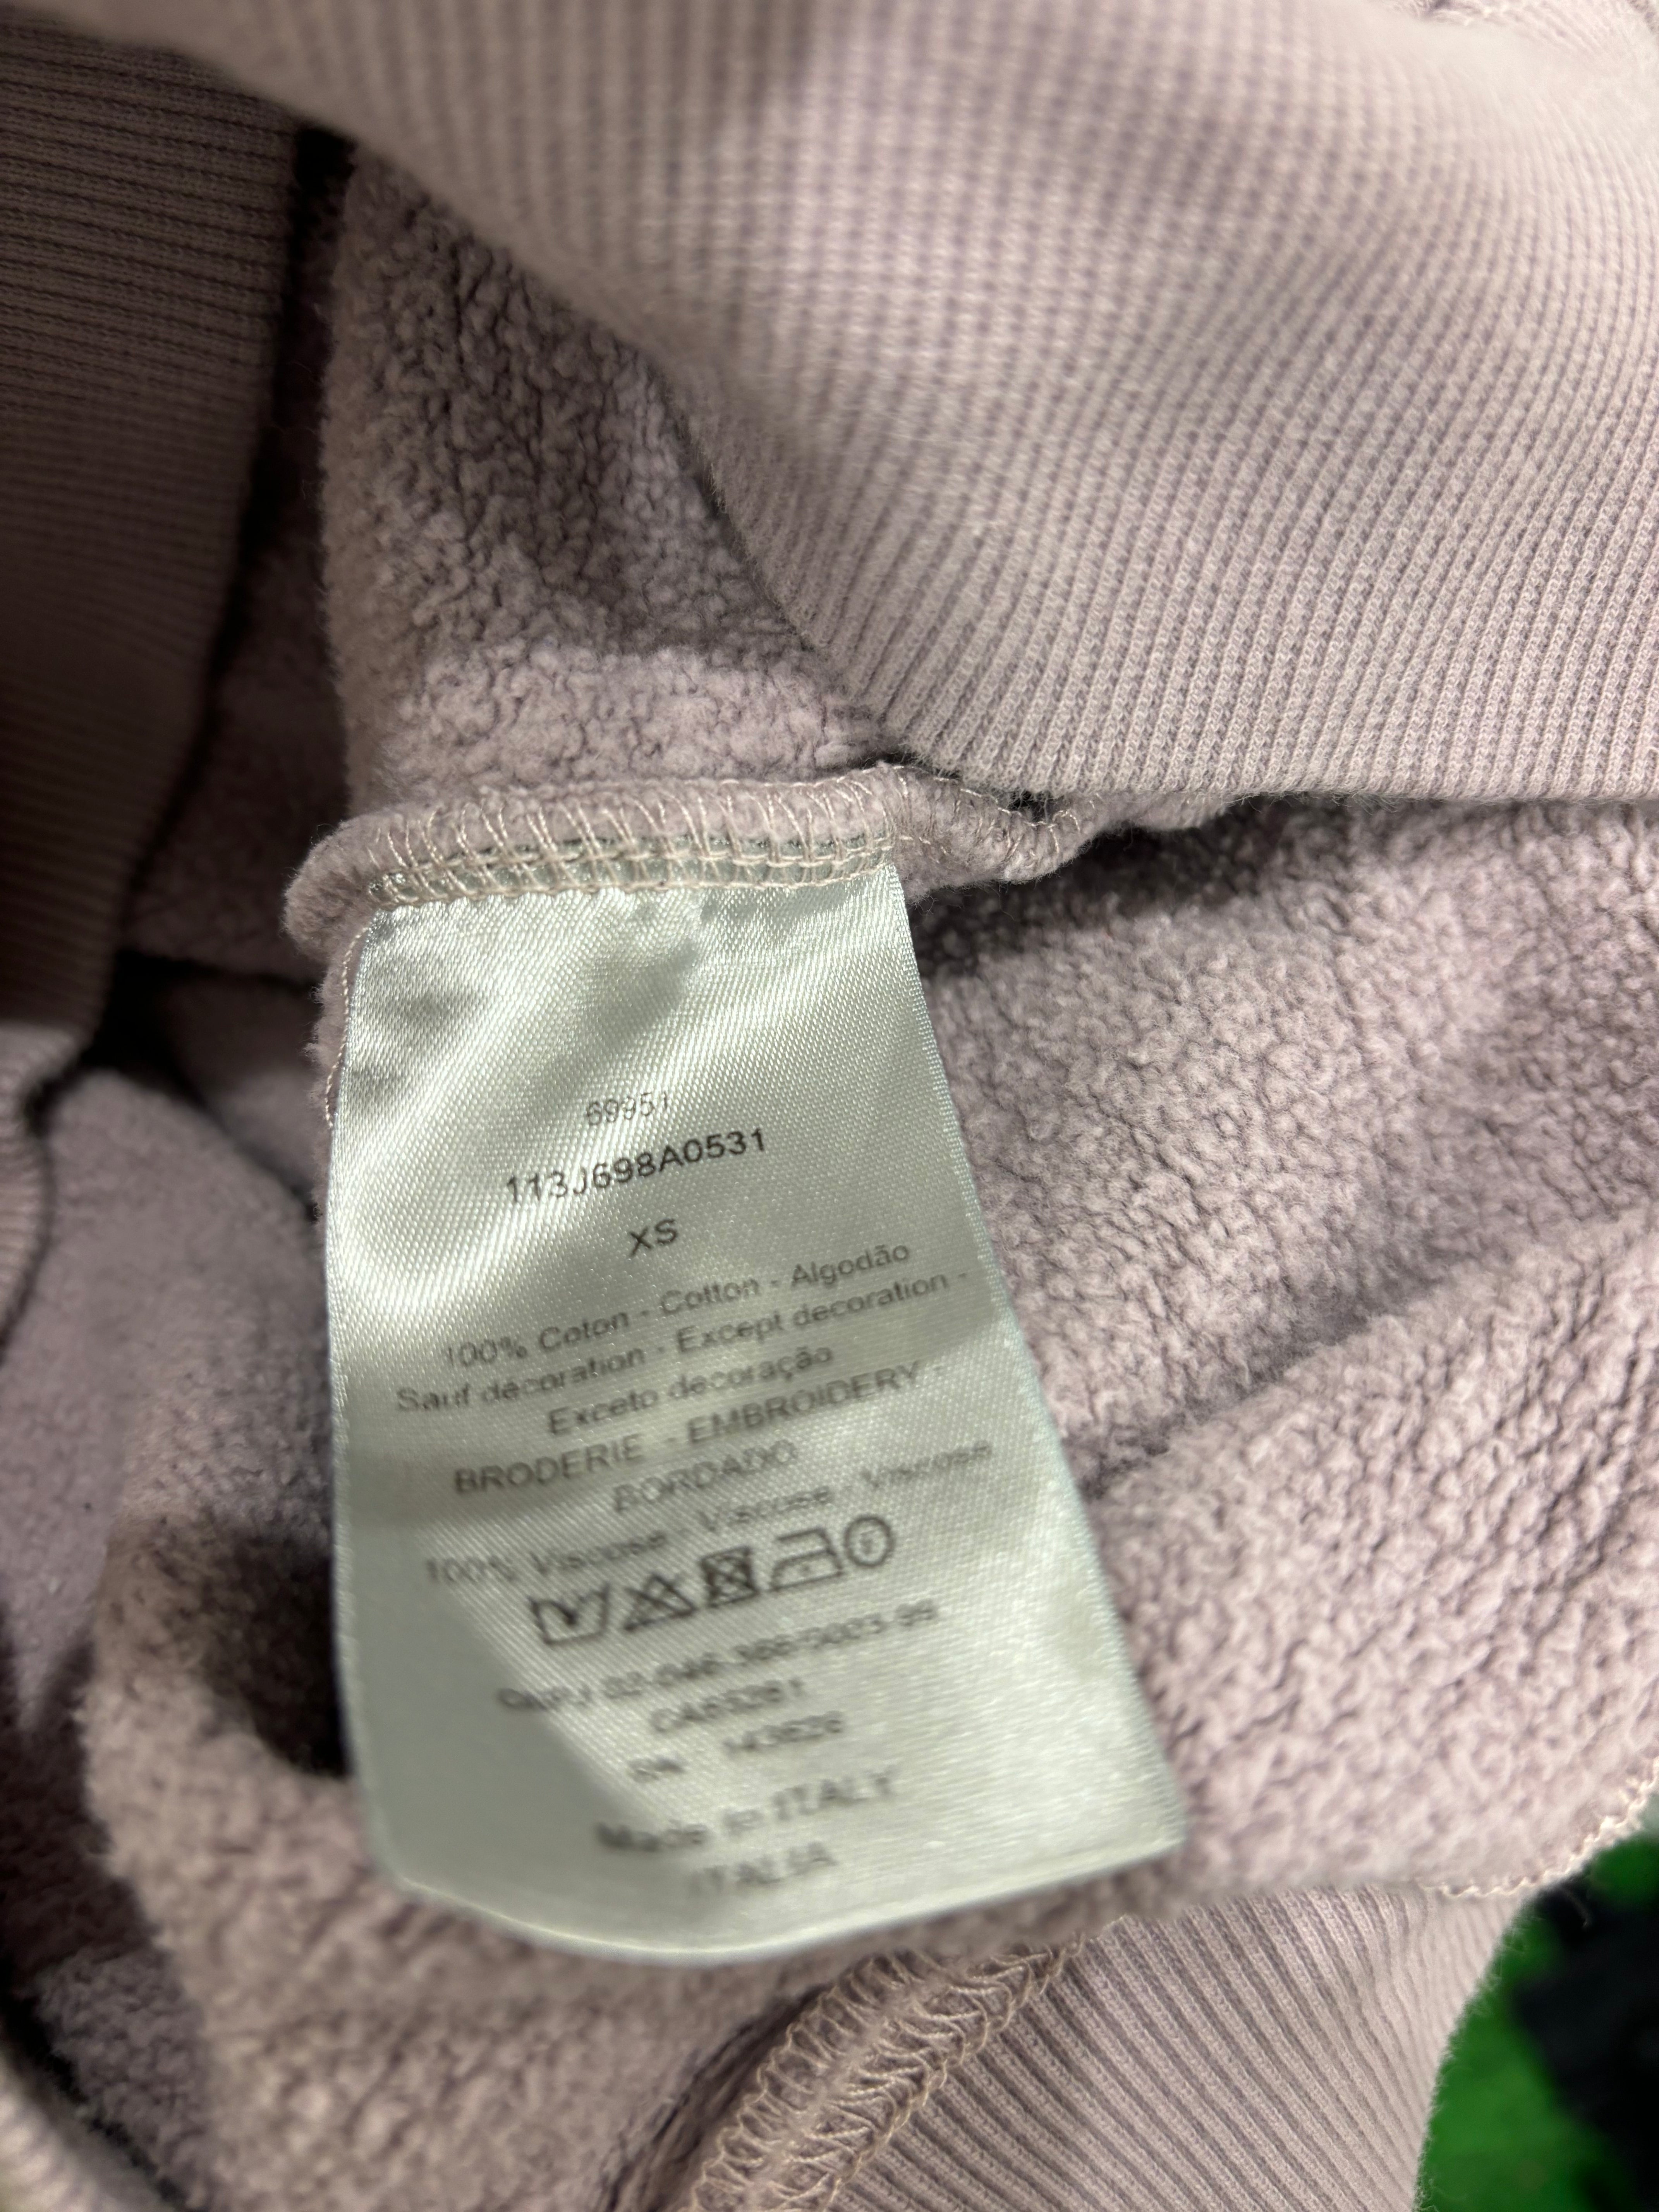 69951
113J698A0531
XS
100% Coton - Cotton - Algodão
Sauf décoration - Except decoration -
Exceto decoração
BRODERIE - EMBROIDERY -
BORDADO
100% Viscose - Viscose - Viscose
CNPJ
Made in ITALY
ITALIA